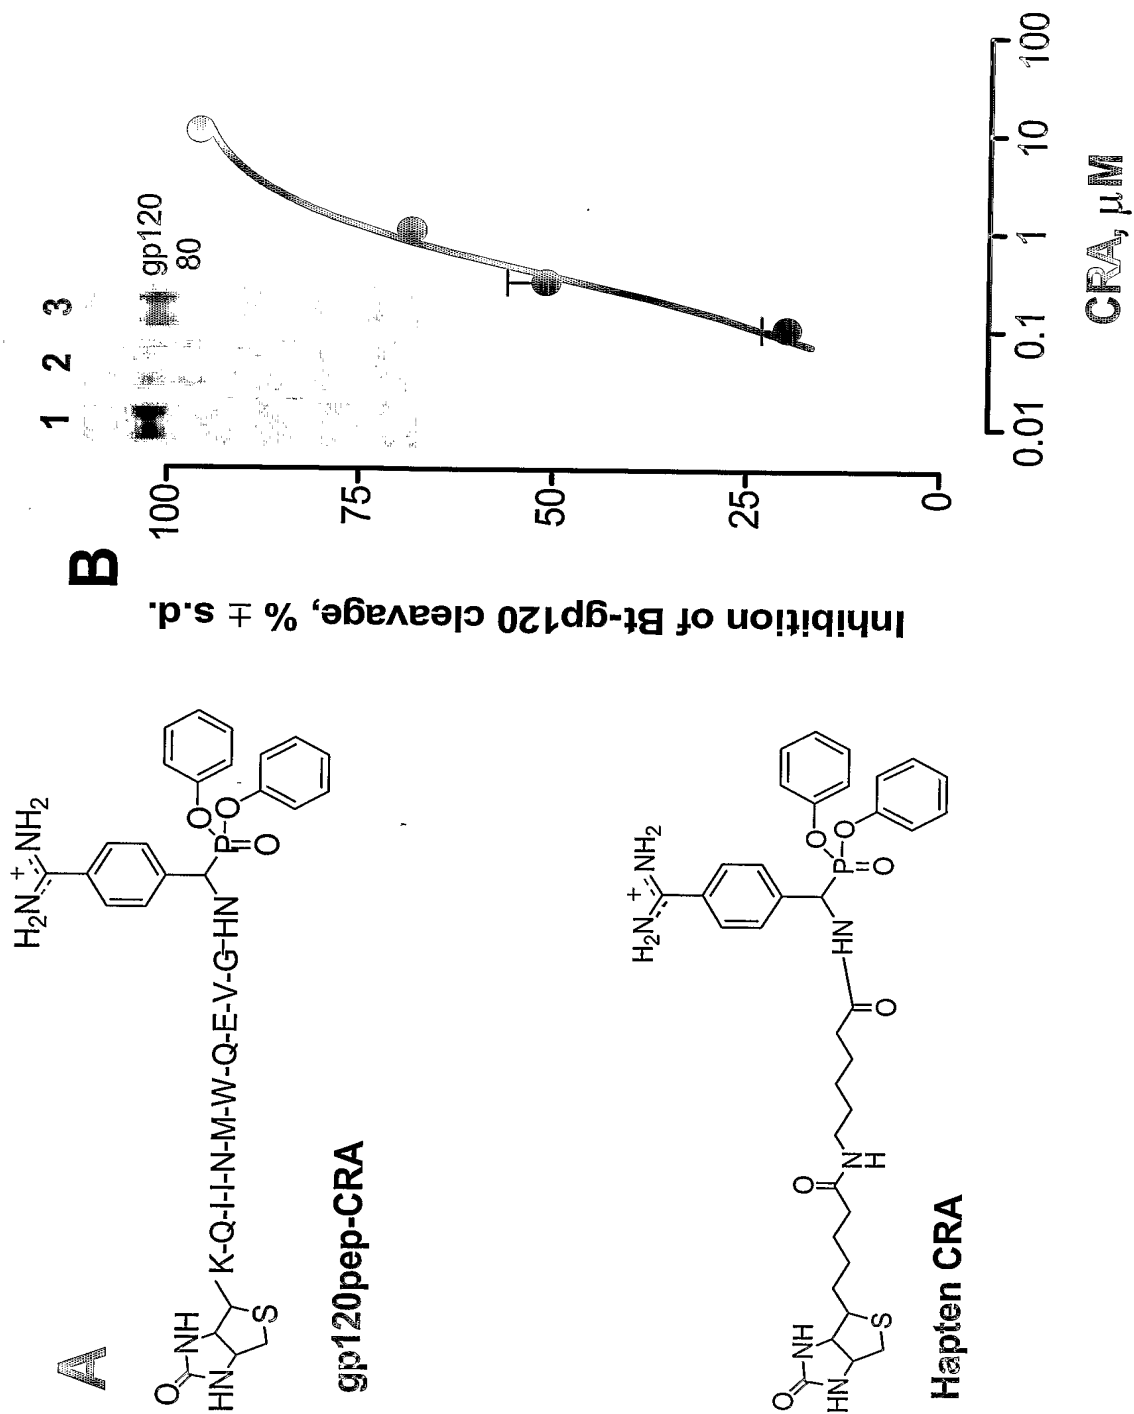 A
H₂N + NH₂
O
O
P
O
HN
K-Q-I-I-N-M-W-Q-E-V-G-HN
O
NH
HN
S
gp120pep-CRA
H₂N + NH₂
O
O
P
O
HN
O
O
N
H
O
NH
HN
S
Hapten CRA
B
1 2 3
gp120
80
Inhibition of Bt-gp120 cleavage, % ± s.d.
100
75
50
25
0
0.01 0.1 1 10 100
CRA, µM